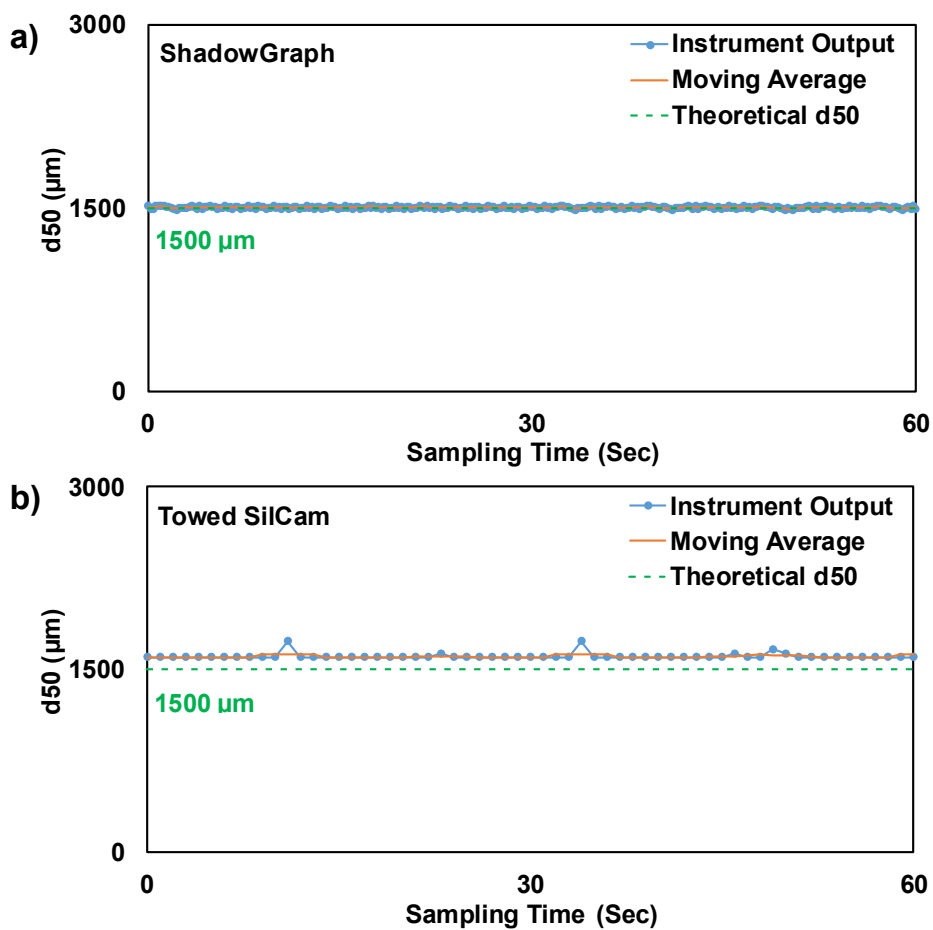 a)
3000
ShadowGraph
Instrument Output
Moving Average
Theoretical d50
d50 (µm)
1500
1500 µm
0
0
30
60
Sampling Time (Sec)
b)
3000
Towed SilCam
Instrument Output
Moving Average
Theoretical d50
d50 (µm)
1500
1500 µm
0
0
30
60
Sampling Time (Sec)